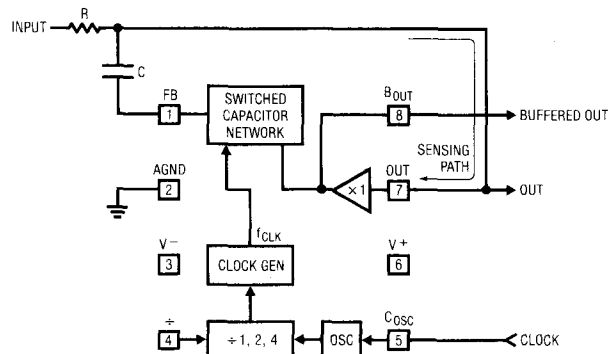 INPUT
R
C
FB
1
SWITCHED
CAPACITOR
NETWORK
BOUT
8
BUFFERED OUT
SENSING
PATH
AGND
2
×1
OUT
7
OUT
fCLK
V−
3
CLOCK GEN
V+
6
÷
4
÷1, 2, 4
OSC
COSC
5
CLOCK